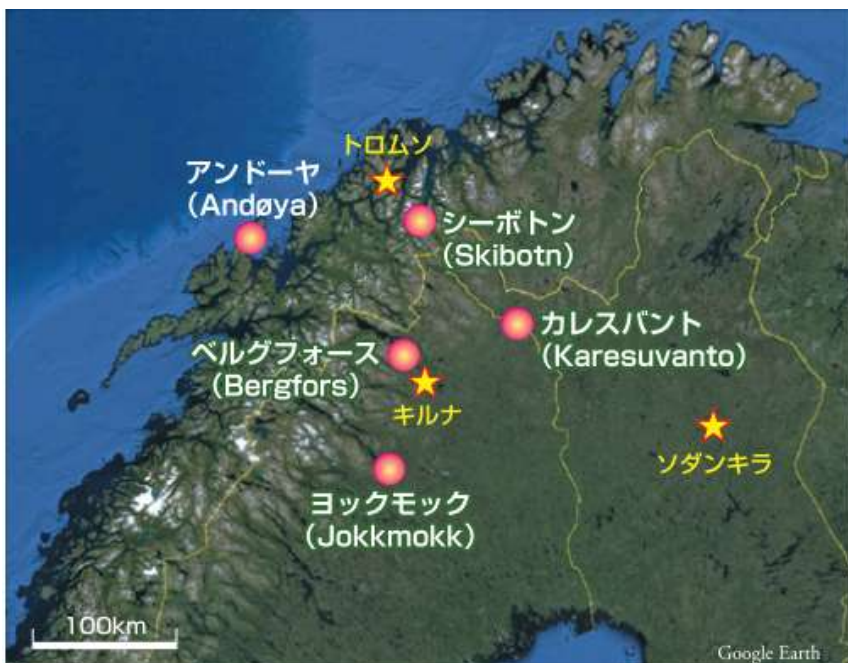 トロムソ
アンドーヤ
(Andøya)
シーボトン
(Skibotn)
カレスバント
(Karesuvanto)
ベルグフォース
(Bergfors)
キルナ
ソダンキラ
ヨックモック
(Jokkmokk)
100km
Google Earth